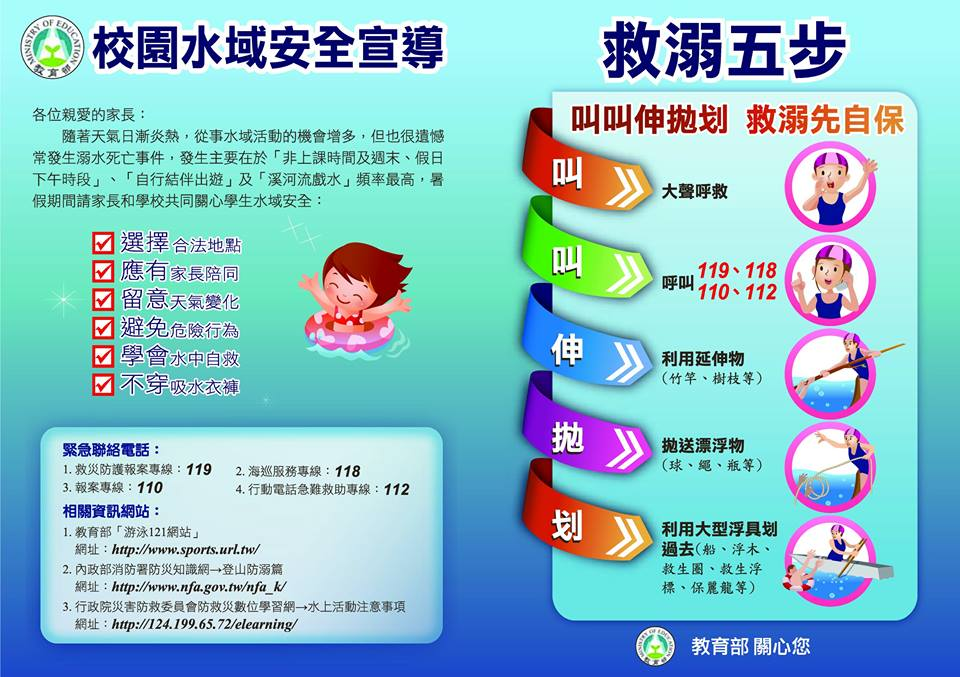 MINISTRY OF EDUCATION
教育部
校園水域安全宣導
各位親愛的家長：
隨著天氣日漸炎熱，從事水域活動的機會增多，但也很遺憾
常發生溺水死亡事件，發生主要在於「非上課時間及週末、假日
下午時段」、「自行結伴出遊」及「溪河流戲水」頻率最高，暑
假期間請家長和學校共同關心學生水域安全：
選擇合法地點
應有家長陪同
留意天氣變化
避免危險行為
學會水中自救
不穿吸水衣褲
緊急聯絡電話：
1. 救災防護報案專線：119 2. 海巡服務專線：118
3. 報案專線：110 4. 行動電話急難救助專線：112
相關資訊網站：
1. 教育部「游泳121網站」
網址：http://www.sports.url.tw/
2. 內政部消防署防災知識網→登山防溺篇
網址：http://www.nfa.gov.tw/nfa_k/
3. 行政院災害防救委員會防救災數位學習網→水上活動注意事項
網址：http://124.199.65.72/elearning/
救溺五步
叫叫伸拋划 救溺先自保
叫
大聲呼救
叫
呼叫 119、118
110、112
伸
利用延伸物
（竹竿、樹枝等）
拋
拋送漂浮物
（球、繩、瓶等）
划
利用大型浮具划
過去（船、浮木、
救生圈、救生浮
標、保麗龍等）
MINISTRY OF EDUCATION
教育部
教育部 關心您